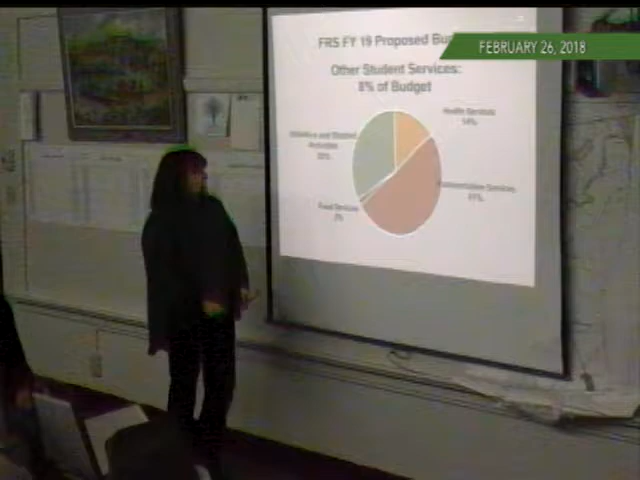 FEBRUARY 26, 2018
FRS FY 19 Proposed
Other Student Services:
8% of Budget
Health Services
14%
Athletics and Student
Activities
Transportation Services
Food Services